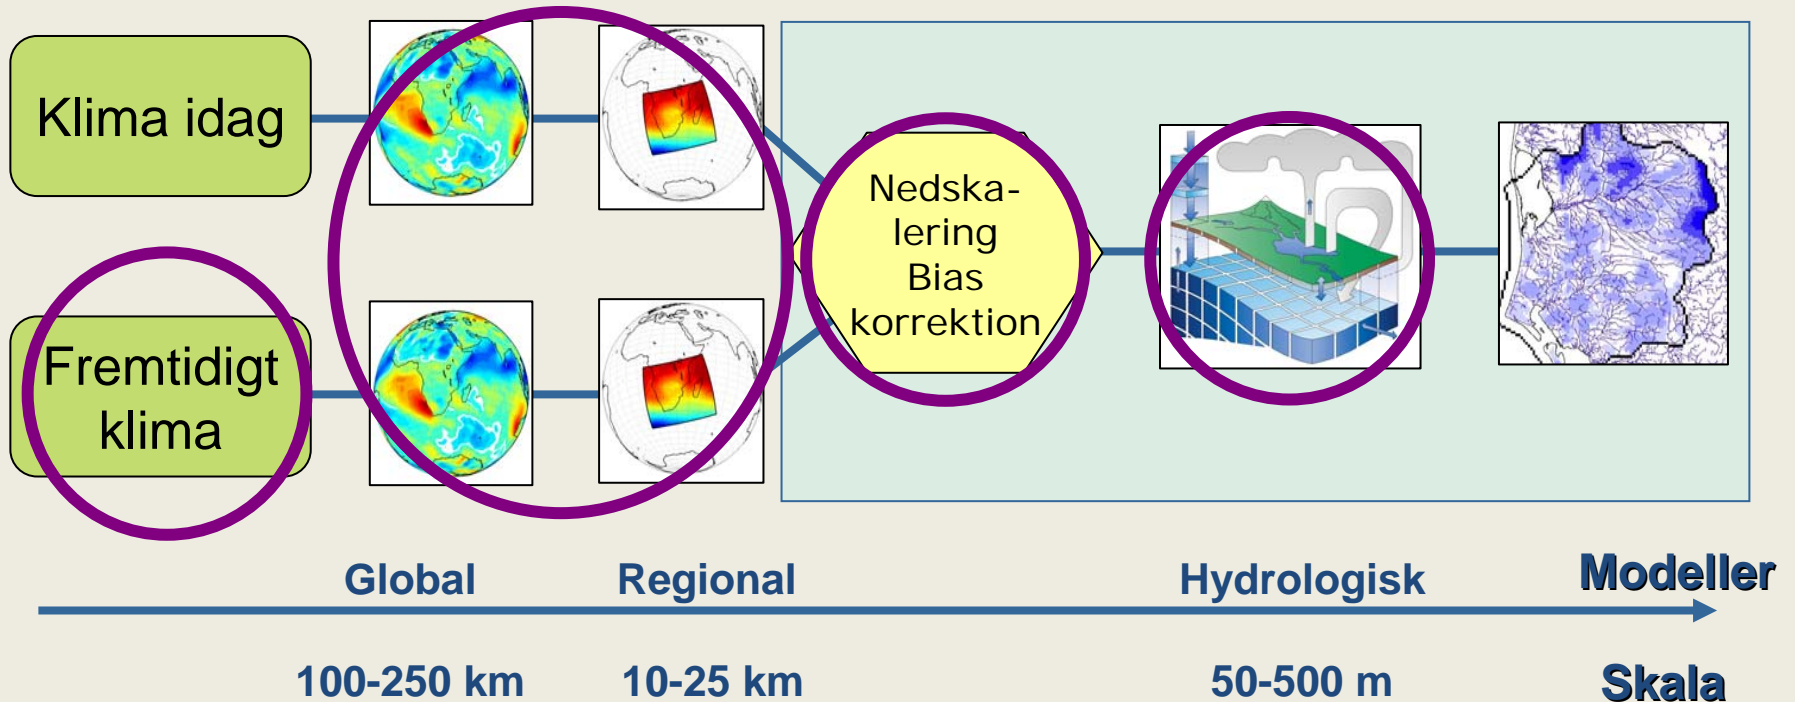 Klima idag
Nedska-
lering
Bias
korrektion
Fremtidigt
klima
Global Regional Hydrologisk Modeller
100-250 km 10-25 km 50-500 m Skala